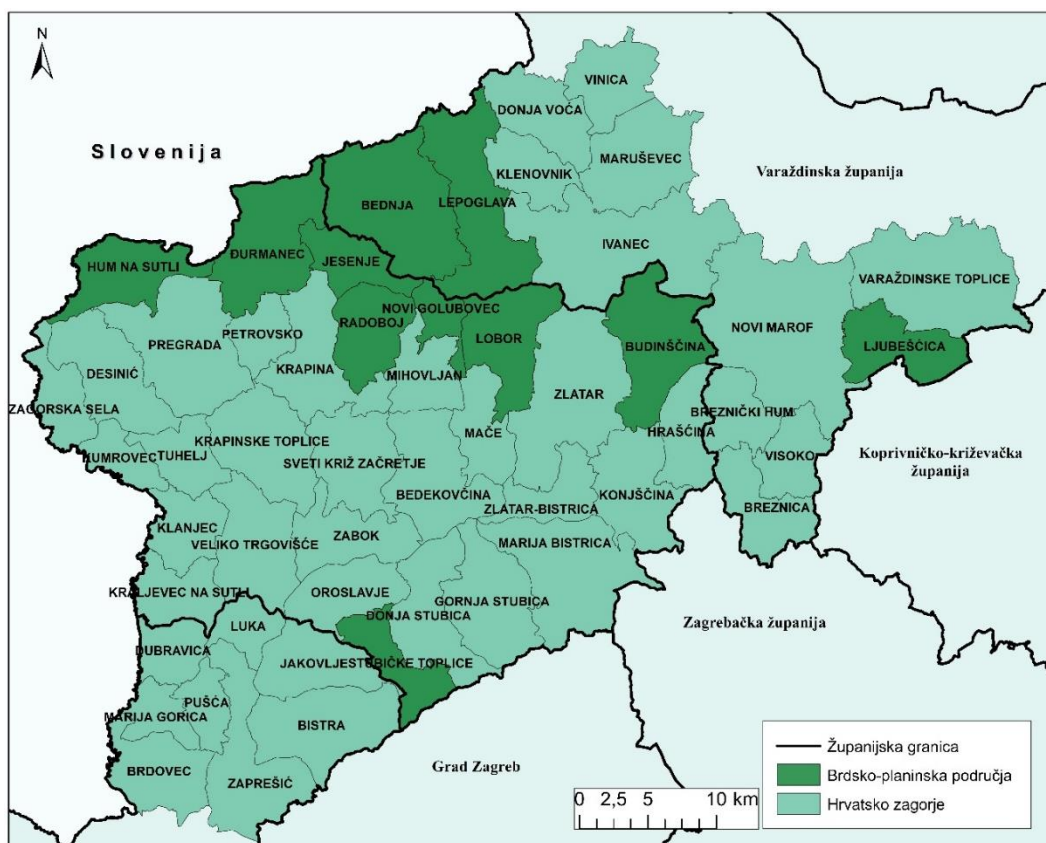 N
Slovenija
VINICA
DONJA VOĆA
MARUŠEVEC
KLENOVNIK
Varaždinska županija
BEDNJA
LEPOGLAVA
IVANEC
HUM NA SUTLI
ĐURMANEC
JESENJE
VARAŽDINSKE TOPLICE
NOVI GOLUBOVEC
RADOBOJ
LOBOR
BUDINŠČINA
NOVI MAROF
LJUBEŠĆICA
PREGRADA
PETROVSKO
KRAPINA
MIHOVLJAN
DESINIĆ
ZLATAR
ZAGORSKA SELA
MAČE
HRAŠĆINA
BREZNIČKI HUM
KRAPINSKE TOPLICE
KUMROVEC
TUHELJ
SVETI KRIŽ ZAČRETJE
VISOKO
Koprivničko-križevačka
županija
BEDEKOVČINA
KONJŠČINA
ZLATAR-BISTRICA
BREZNICA
KLANJEC
VELIKO TRGOVIŠĆE
ZABOK
MARIJA BISTRICA
KRALJEVEC NA SUTLI
OROSLAVJE
GORNJA STUBICA
DONJA STUBICA
Zagrebačka županija
LUKA
DUBRAVICA
JAKOVLJE
STUBIČKE TOPLICE
PUŠĆA
MARIJA GORICA
BISTRA
BRDOVEC
ZAPREŠIĆ
Grad Zagreb
Županijska granica
Brdsko-planinska područja
Hrvatsko zagorje
0 2,5 5 10 km